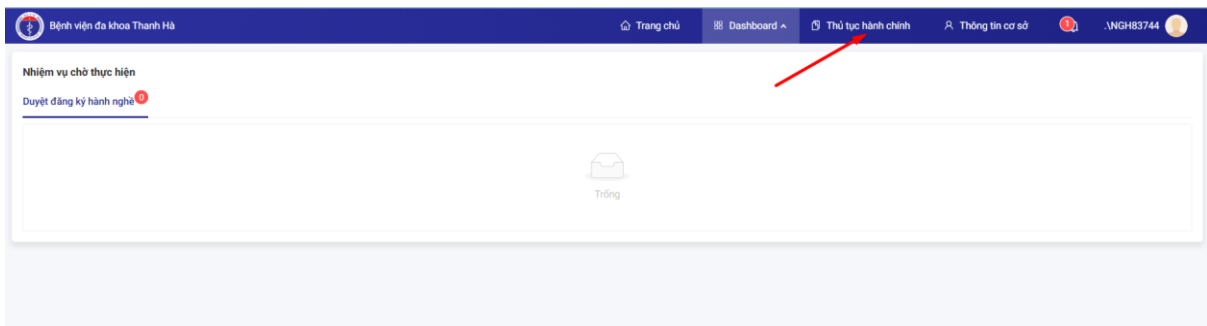 Bệnh viện đa khoa Thanh Hà
Trang chủ
Dashboard
Thủ tục hành chính
Thông tin cơ sở
1
.\NGH83744
Nhiệm vụ chờ thực hiện
Duyệt đăng ký hành nghề 0
Trống